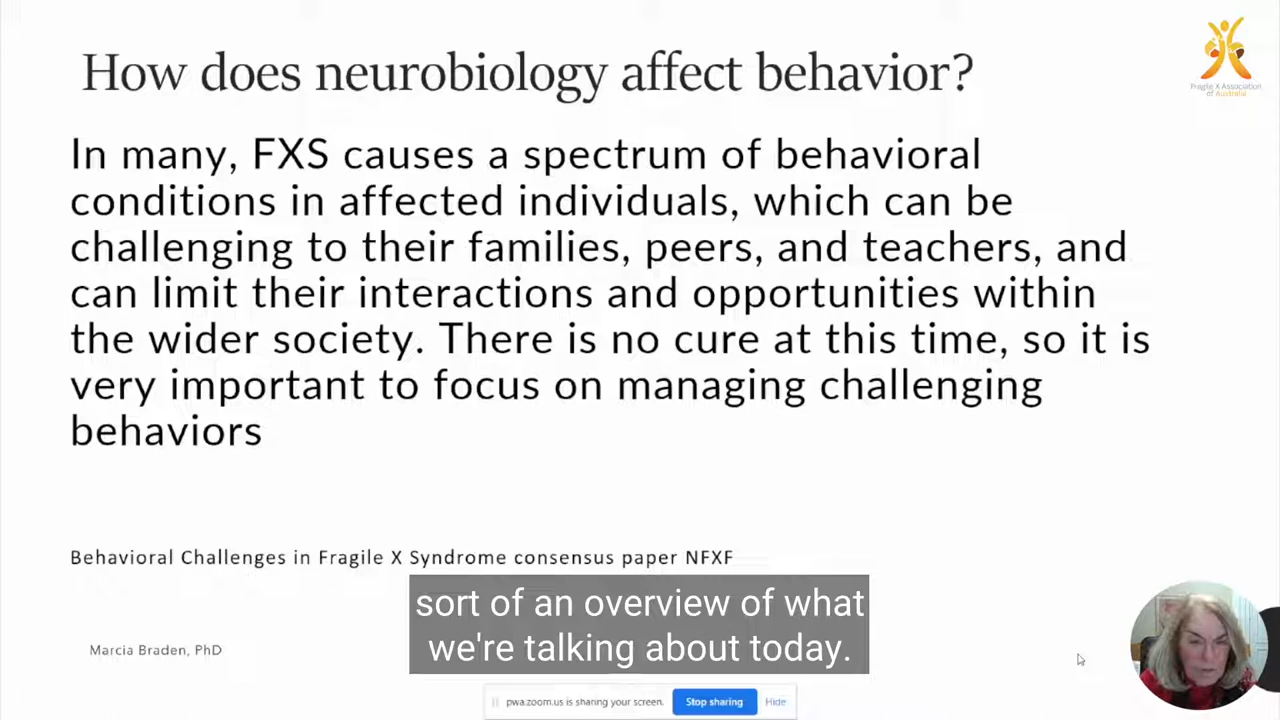 How does neurobiology affect behavior?
Fragile X Association
of Australia
In many, FXS causes a spectrum of behavioral
conditions in affected individuals, which can be
challenging to their families, peers, and teachers, and
can limit their interactions and opportunities within
the wider society. There is no cure at this time, so it is
very important to focus on managing challenging
behaviors
Behavioral Challenges in Fragile X Syndrome consensus paper NFXF
sort of an overview of what
we're talking about today.
Marcia Braden, PhD
pwa.zoom.us is sharing your screen. Stop sharing Hide